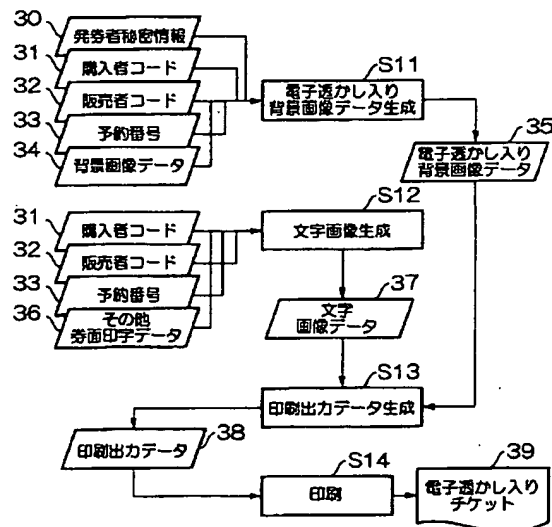 30
発券者秘密情報
31
購入者コード
32
販売者コード
33
予約番号
34
背景画像データ
S11
電子透かし入り
背景画像データ生成
35
電子透かし入り
背景画像データ
31
購入者コード
32
販売者コード
33
予約番号
36
その他
券面印字データ
S12
文字画像生成
37
文字
画像データ
S13
印刷出力データ生成
印刷出力データ
38
S14
印刷
39
電子透かし入り
チケット